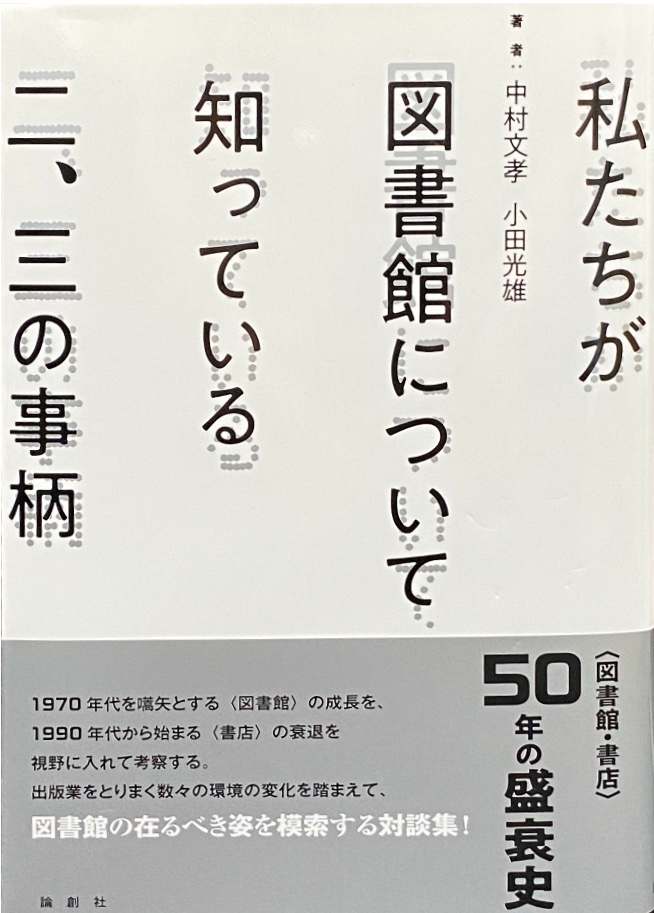 私たちが
著者：中村文孝　小田光雄
図書館について
知っている
二、三の事柄
〈図書館・書店〉
50年の盛衰史
1970年代を嚆矢とする〈図書館〉の成長を、
1990年代から始まる〈書店〉の衰退を
視野に入れて考察する。
出版業をとりまく数々の環境の変化を踏まえて、
図書館の在るべき姿を模索する対談集！
論創社